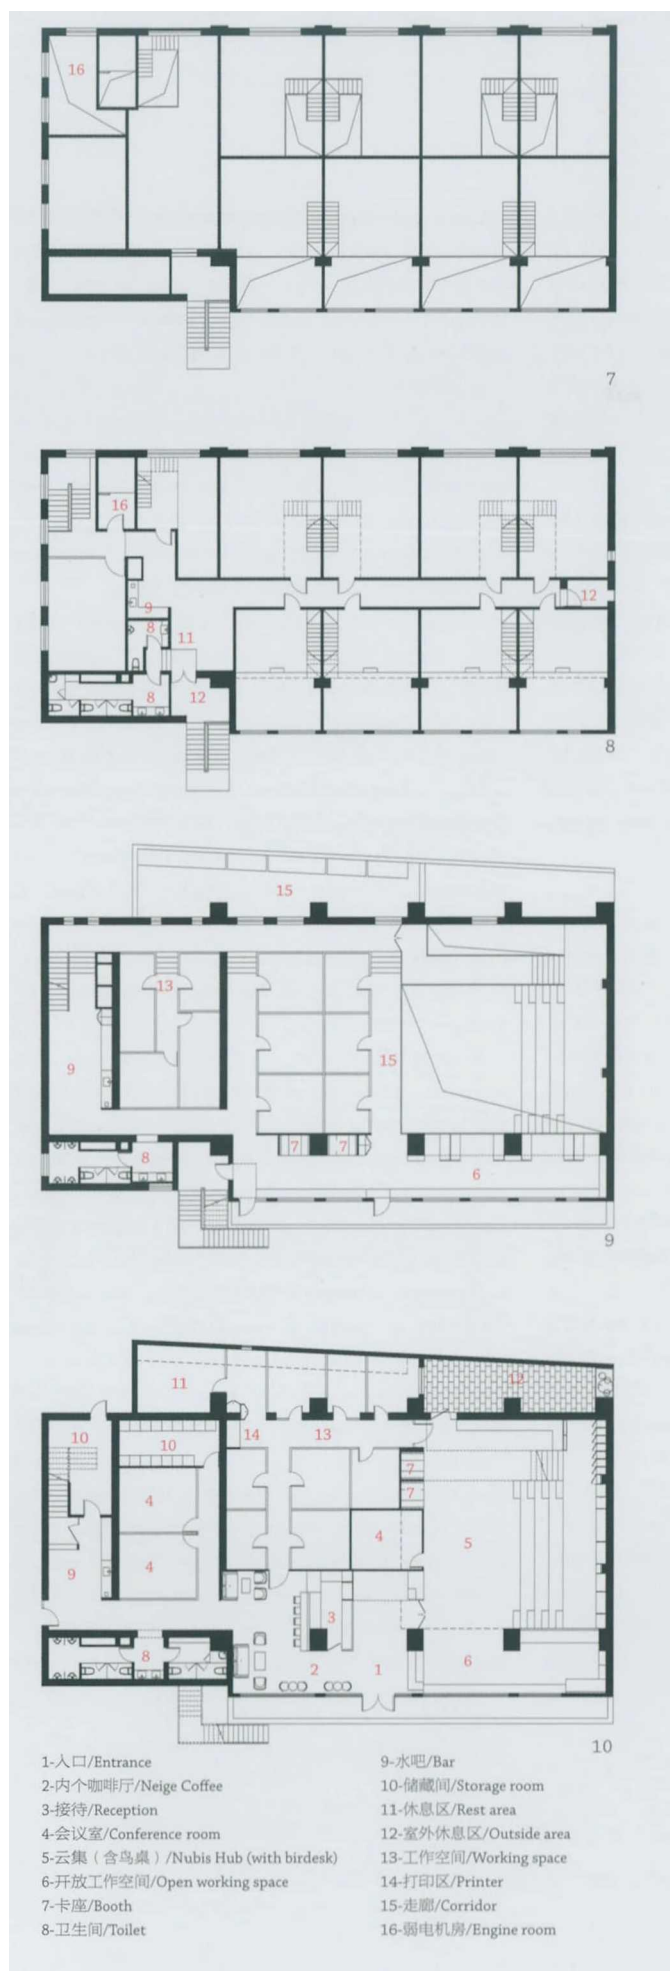 16
7
16
9
8
11
12
8
12
8
15
13
9
15
7
7
8
6
9
11
12
10
10
14
13
7
7
4
4
5
4
9
3
8
2
1
6
10
1-入口/Entrance
2-内个咖啡厅/Neige Coffee
3-接待/Reception
4-会议室/Conference room
5-云集（含鸟桌）/Nubis Hub (with birdesk)
6-开放工作空间/Open working space
7-卡座/Booth
8-卫生间/Toilet
9-水吧/Bar
10-储藏间/Storage room
11-休息区/Rest area
12-室外休息区/Outside area
13-工作空间/Working space
14-打印区/Printer
15-走廊/Corridor
16-弱电机房/Engine room